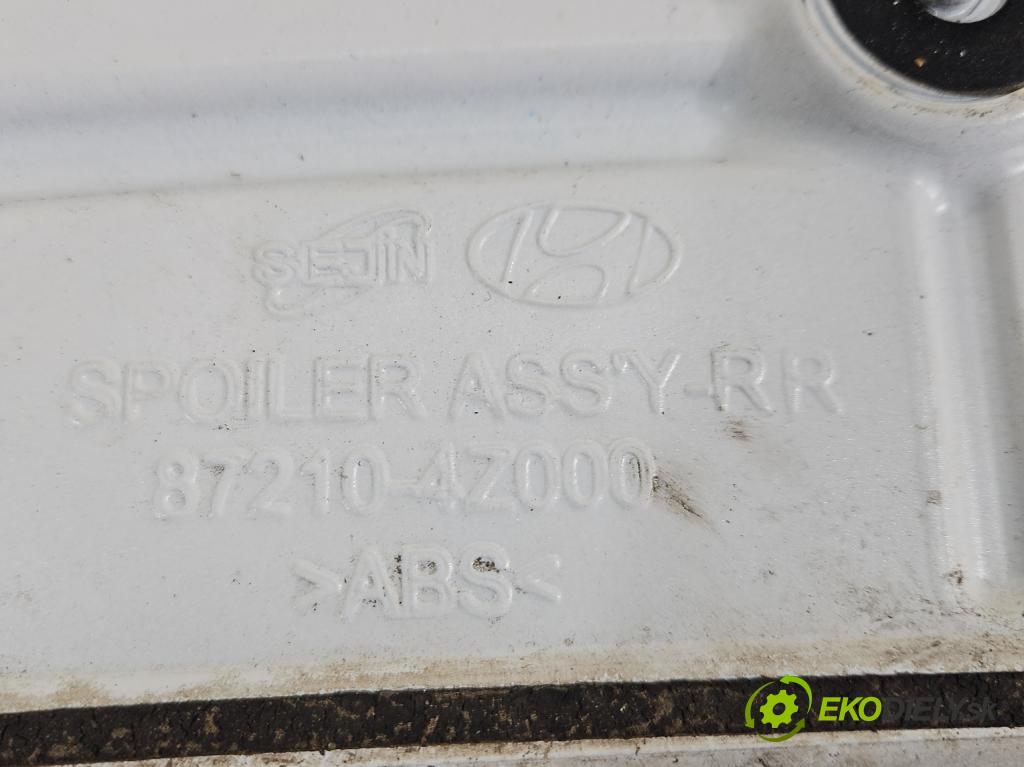 SEJIN
SPOILER ASS'Y-RR
87210-4Z000
>ABS<
EKODIELY.sk